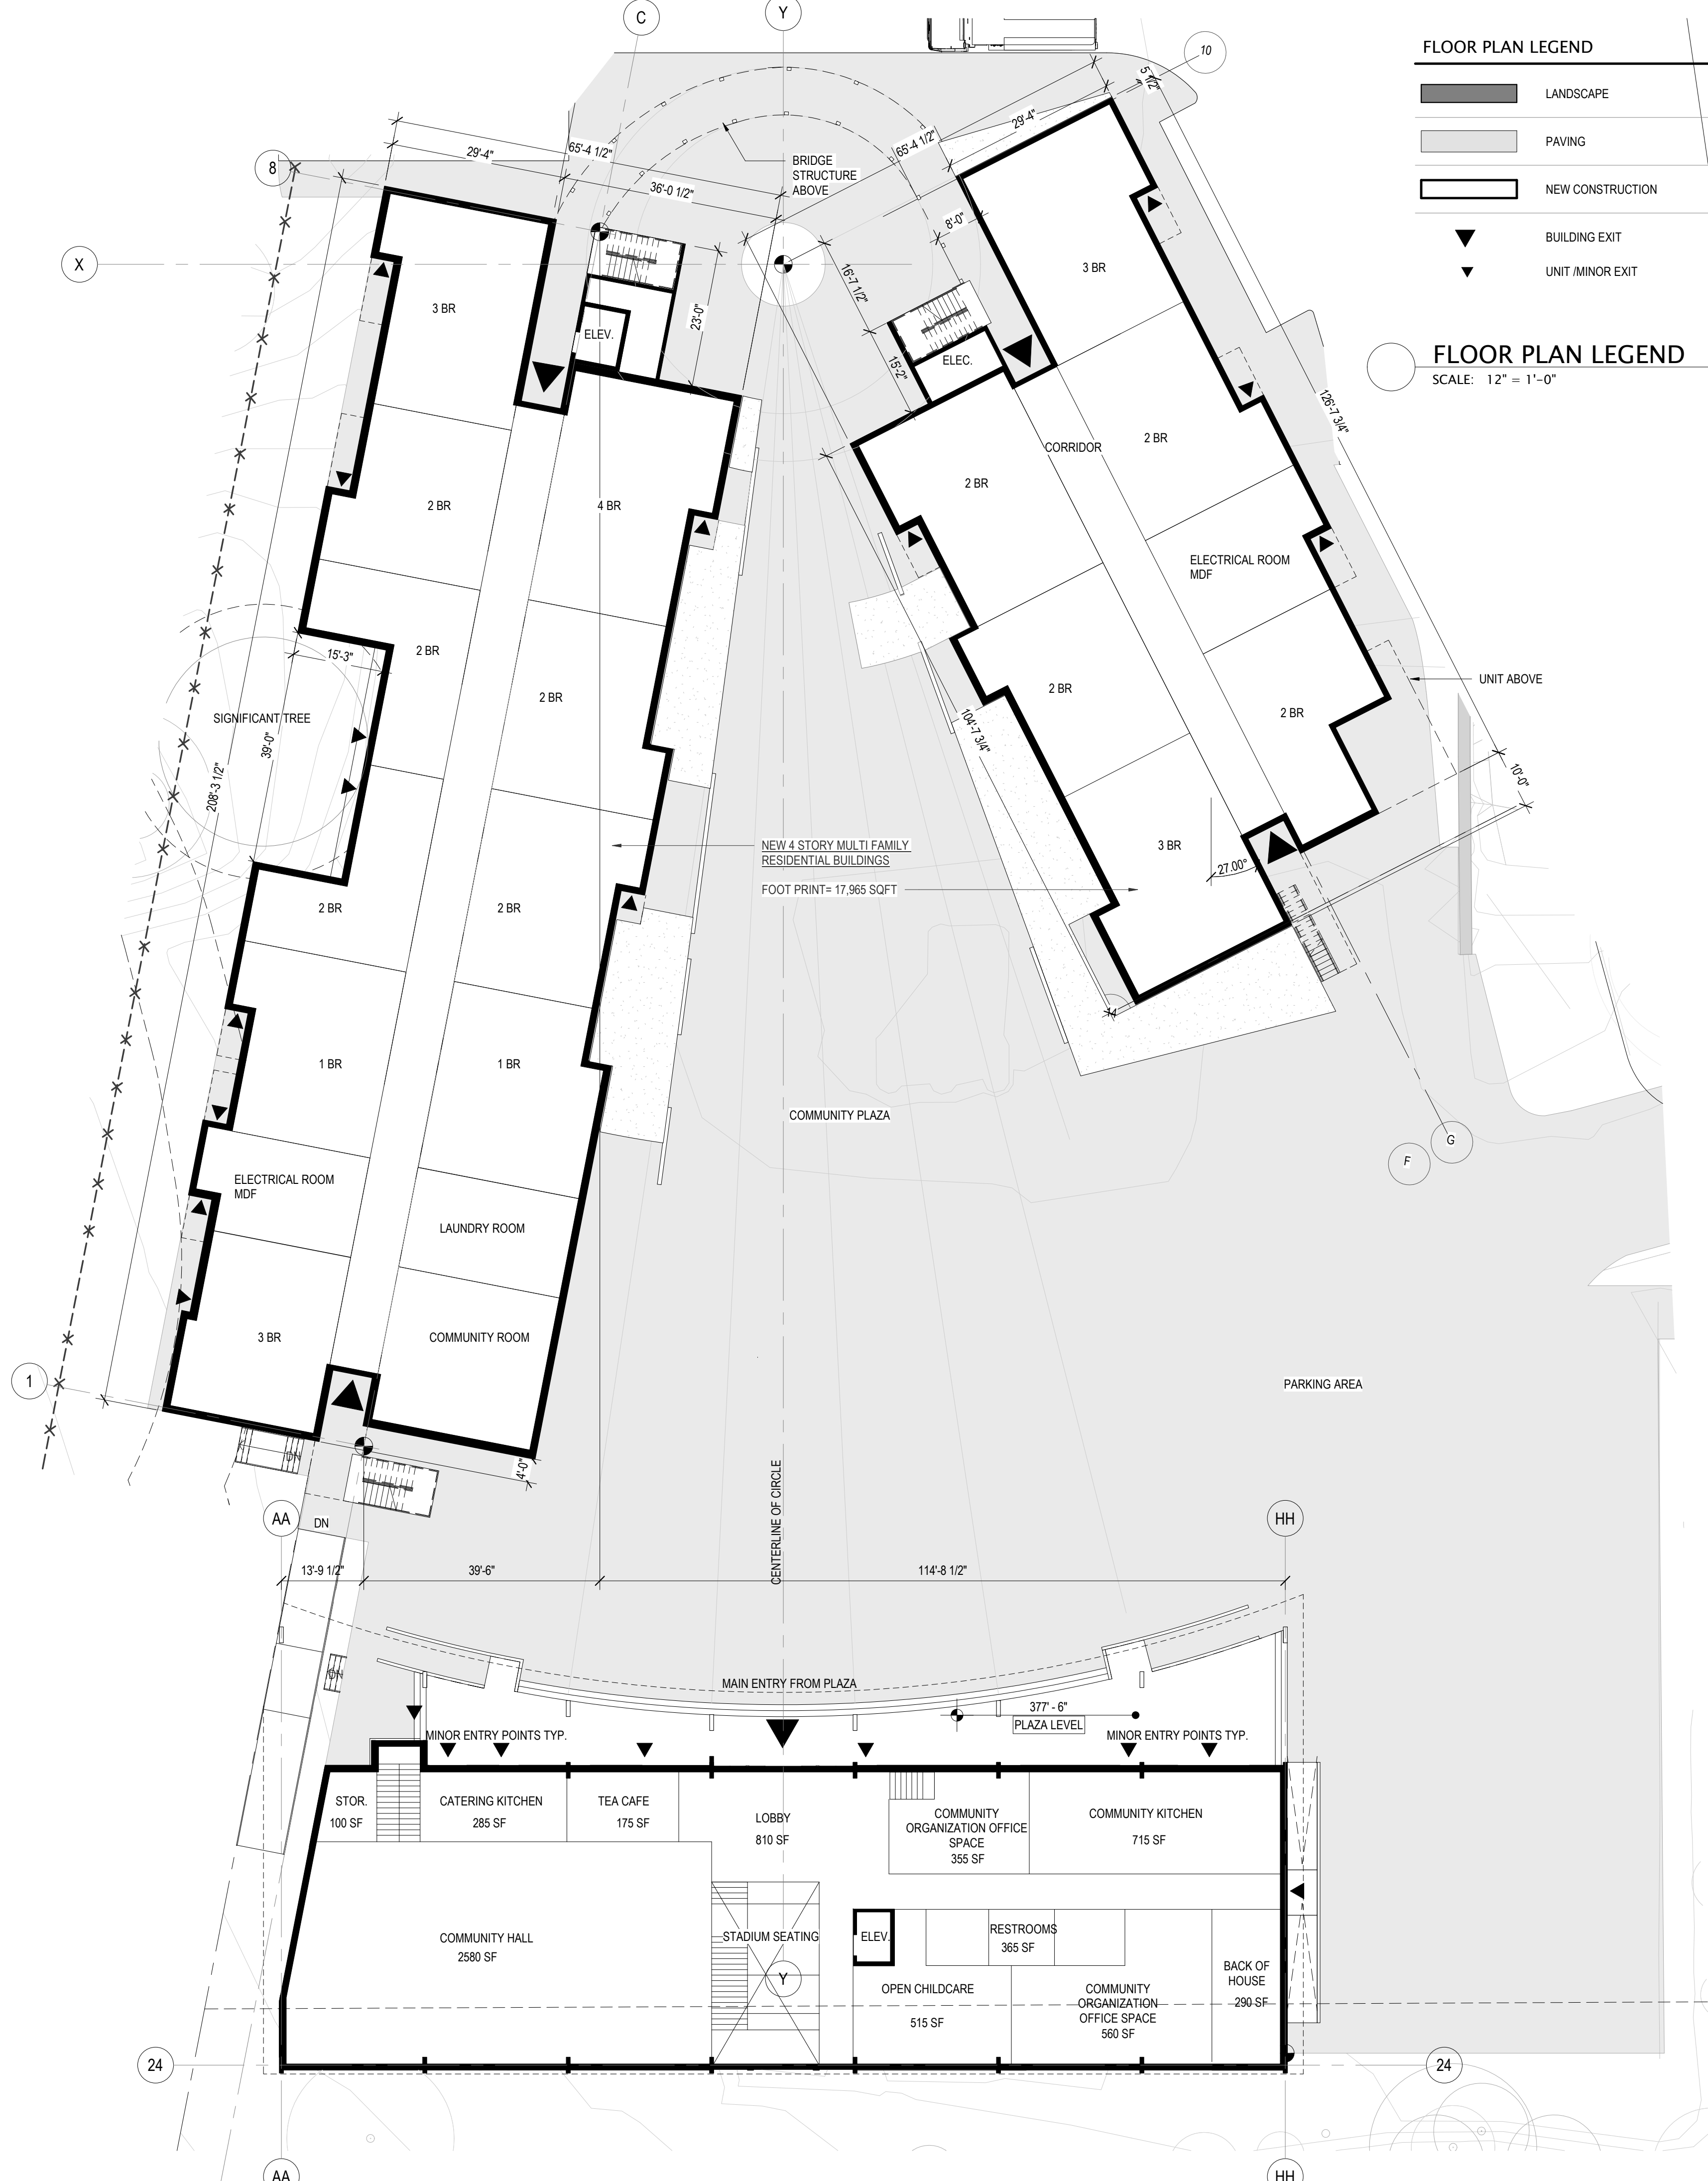 C
Y
10
5 1/2"
FLOOR PLAN LEGEND
LANDSCAPE
PAVING
NEW CONSTRUCTION
BUILDING EXIT
UNIT /MINOR EXIT
FLOOR PLAN LEGEND
SCALE: 12" = 1'-0"
8
29'-4"
65'-4 1/2"
36'-0 1/2"
BRIDGE
STRUCTURE
ABOVE
65'-4 1/2"
29'-4"
8'-0"
X
16'-7 1/2"
23'-0"
15'-2"
3 BR
ELEV.
ELEC.
3 BR
126'-7 3/4"
CORRIDOR
2 BR
2 BR
2 BR
4 BR
ELECTRICAL ROOM
MDF
2 BR
15'-3"
2 BR
2 BR
UNIT ABOVE
2 BR
SIGNIFICANT TREE
39'-0"
208'-3 1/2"
104'-7 3/4"
10'-0"
NEW 4 STORY MULTI FAMILY
RESIDENTIAL BUILDINGS
FOOT PRINT= 17,965 SQFT
3 BR
27.00°
2 BR
2 BR
14
1 BR
1 BR
COMMUNITY PLAZA
G
F
ELECTRICAL ROOM
MDF
LAUNDRY ROOM
3 BR
COMMUNITY ROOM
1
PARKING AREA
DN
4'-0"
CENTERLINE OF CIRCLE
AA
DN
HH
13'-9 1/2"
39'-6"
114'-8 1/2"
DN
MAIN ENTRY FROM PLAZA
377' - 6"
PLAZA LEVEL
MINOR ENTRY POINTS TYP.
MINOR ENTRY POINTS TYP.
STOR.
100 SF
CATERING KITCHEN
285 SF
TEA CAFE
175 SF
LOBBY
810 SF
COMMUNITY
ORGANIZATION OFFICE
SPACE
355 SF
COMMUNITY KITCHEN
715 SF
COMMUNITY HALL
2580 SF
STADIUM SEATING
ELEV.
RESTROOMS
365 SF
Y
OPEN CHILDCARE
515 SF
COMMUNITY
ORGANIZATION
OFFICE SPACE
560 SF
BACK OF
HOUSE
290 SF
24
24
AA
HH